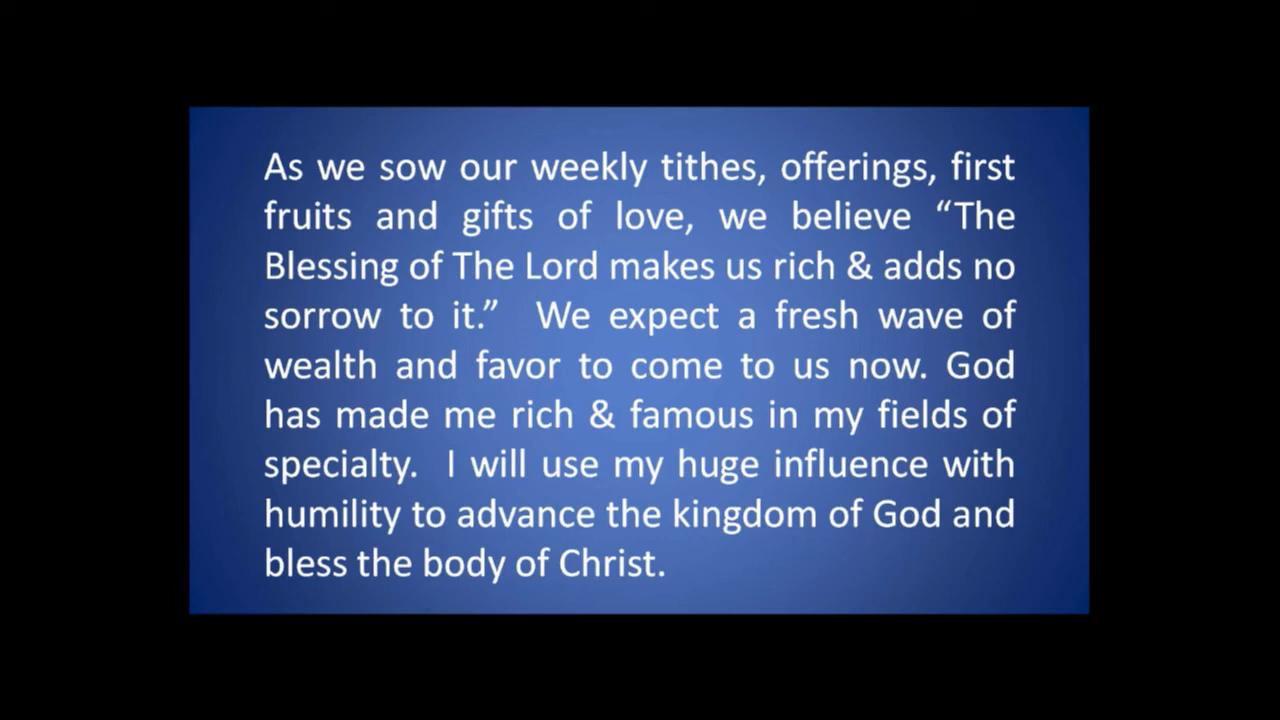 As we sow our weekly tithes, offerings, first
fruits and gifts of love, we believe “The
Blessing of The Lord makes us rich & adds no
sorrow to it.” We expect a fresh wave of
wealth and favor to come to us now. God
has made me rich & famous in my fields of
specialty. I will use my huge influence with
humility to advance the kingdom of God and
bless the body of Christ.